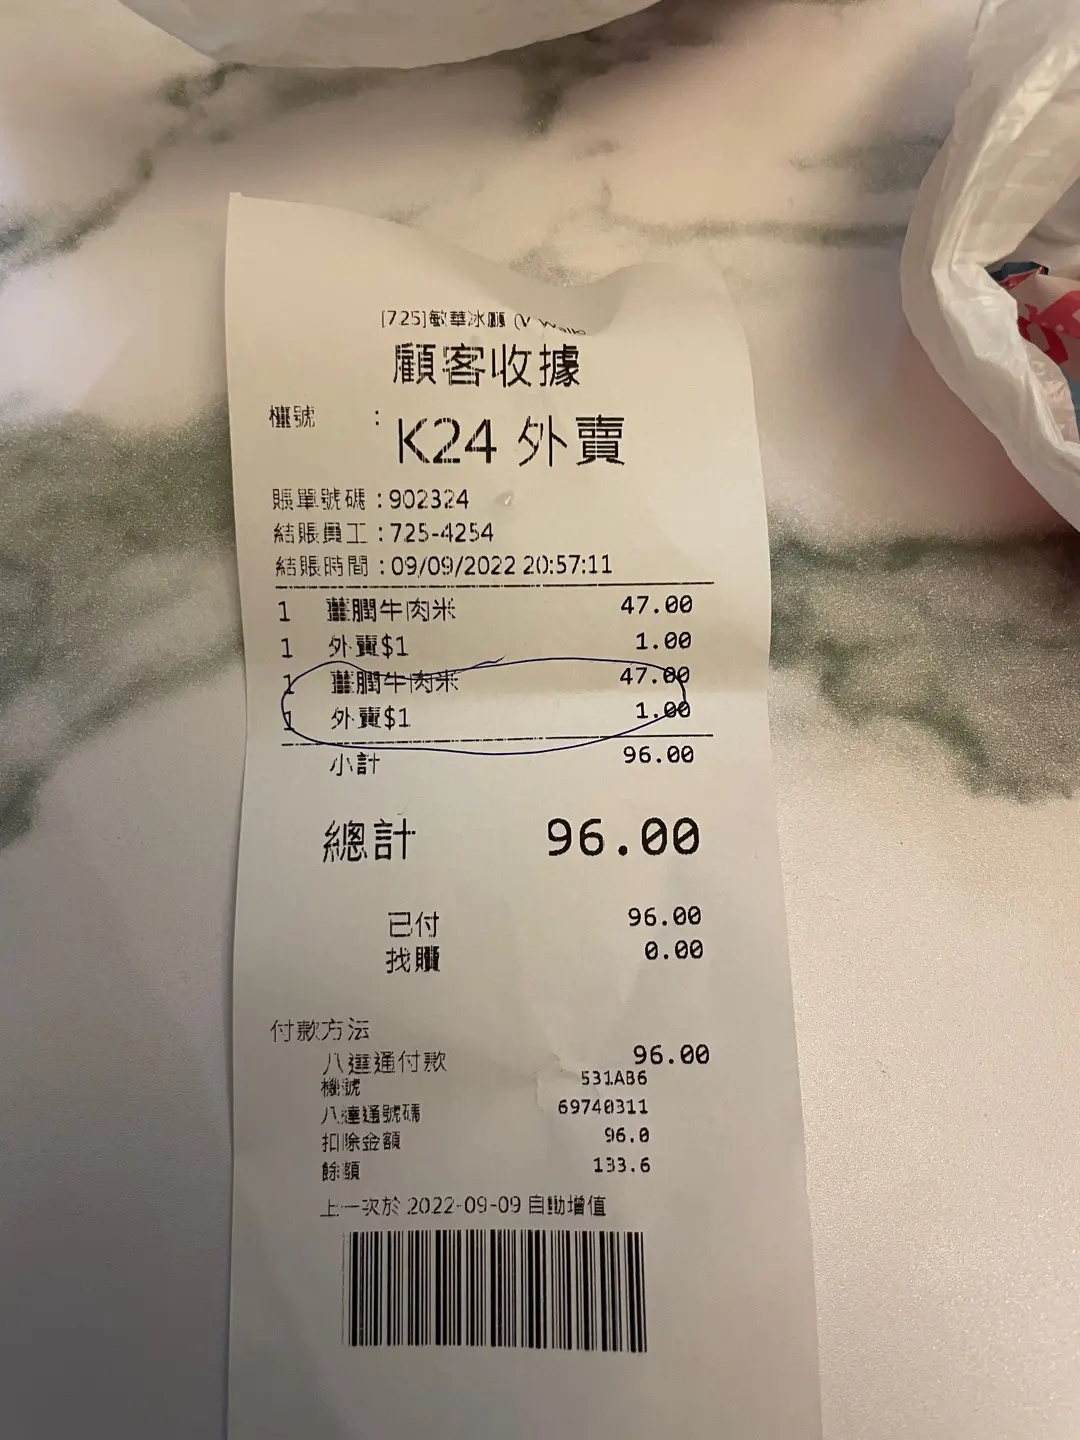 [725]敏華冰廳 (V Walk)
顧客收據
檯號 : K24 外賣
賬單號碼 : 902324
結賬員工 : 725-4254
結賬時間 : 09/09/2022 20:57:11
1 薑蔥牛肉米 47.00
1 外賣$1 1.00
1 薑蔥牛肉米 47.00
1 外賣$1 1.00
小計 96.00
總計 96.00
已付 96.00
找贖 0.00
付款方法
八達通付款 96.00
機號 531AB6
八達通號碼 69740311
扣除金額 96.0
餘額 133.6
上一次於 2022-09-09 自動增值